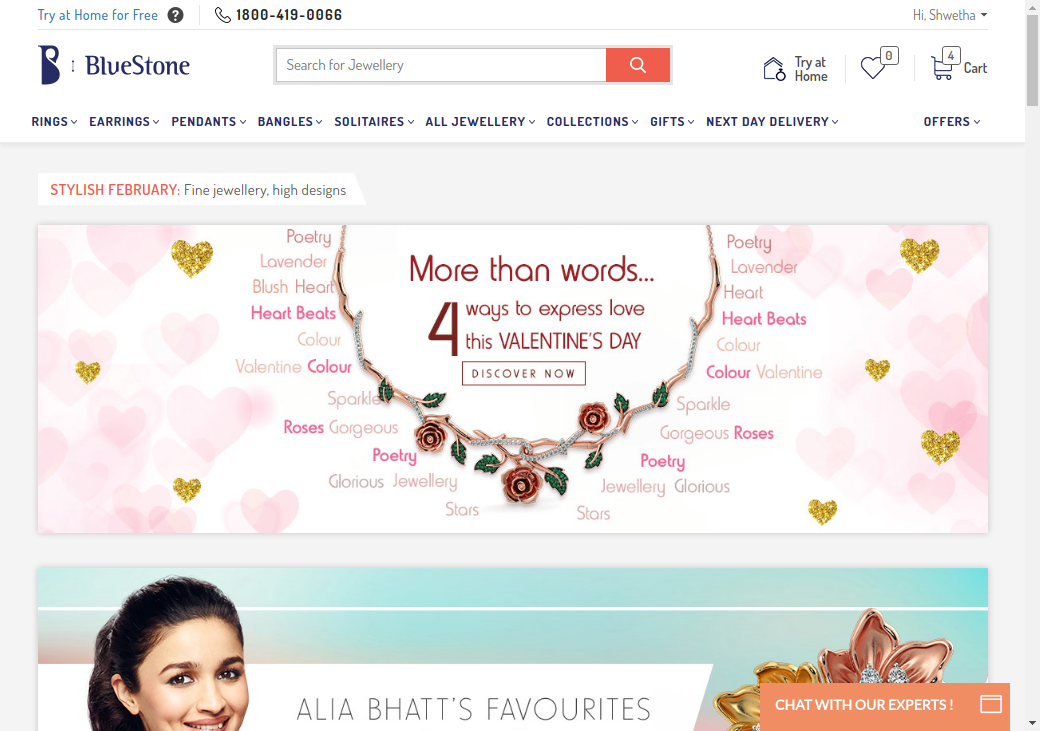 Try at Home for Free ? 1800-419-0066 Hi, Shwetha
BlueStone
Search for Jewellery
Try at Home
0
4
Cart
RINGS EARRINGS PENDANTS BANGLES SOLITAIRES ALL JEWELLERY COLLECTIONS GIFTS NEXT DAY DELIVERY OFFERS
STYLISH FEBRUARY: Fine jewellery, high designs
Poetry
Lavender
Blush Heart
Heart Beats
Colour
Valentine Colour
Sparkle
Roses Gorgeous
Poetry
Glorious Jewellery
Stars
More than words...
4 ways to express love
this VALENTINE'S DAY
DISCOVER NOW
Poetry
Lavender
Heart
Heart Beats
Colour
Colour Valentine
Sparkle
Gorgeous Roses
Poetry
Jewellery Glorious
Stars
ALIA BHATT'S FAVOURITES
CHAT WITH OUR EXPERTS !